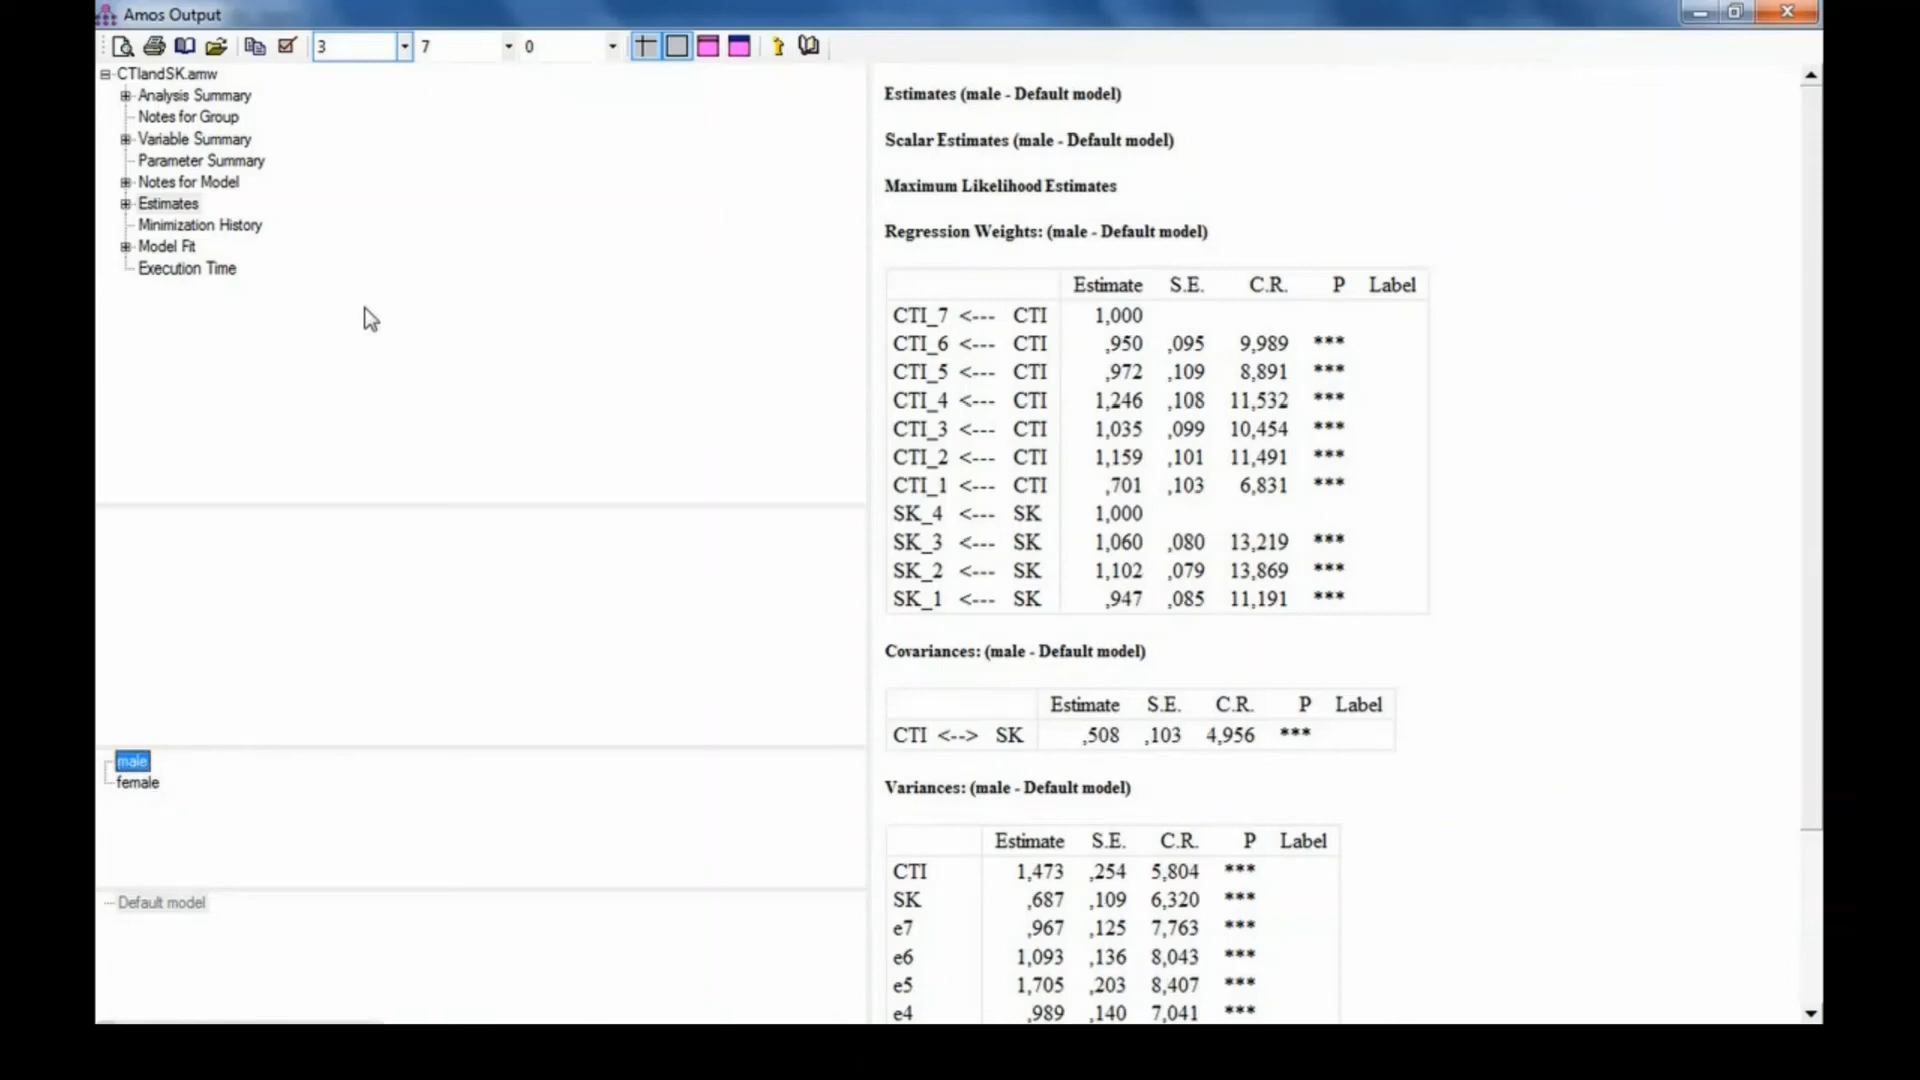 Amos Output
3 7 0
CTIandSK.amw
Analysis Summary
Notes for Group
Variable Summary
Parameter Summary
Notes for Model
Estimates
Minimization History
Model Fit
Execution Time
male
female
Default model
Estimates (male - Default model)
Scalar Estimates (male - Default model)
Maximum Likelihood Estimates
Regression Weights: (male - Default model)
Estimate S.E. C.R. P Label
CTI_7 <--- CTI 1,000
CTI_6 <--- CTI ,950 ,095 9,989 ***
CTI_5 <--- CTI ,972 ,109 8,891 ***
CTI_4 <--- CTI 1,246 ,108 11,532 ***
CTI_3 <--- CTI 1,035 ,099 10,454 ***
CTI_2 <--- CTI 1,159 ,101 11,491 ***
CTI_1 <--- CTI ,701 ,103 6,831 ***
SK_4 <--- SK 1,000
SK_3 <--- SK 1,060 ,080 13,219 ***
SK_2 <--- SK 1,102 ,079 13,869 ***
SK_1 <--- SK ,947 ,085 11,191 ***
Covariances: (male - Default model)
Estimate S.E. C.R. P Label
CTI <--> SK ,508 ,103 4,956 ***
Variances: (male - Default model)
Estimate S.E. C.R. P Label
CTI 1,473 ,254 5,804 ***
SK ,687 ,109 6,320 ***
e7 ,967 ,125 7,763 ***
e6 1,093 ,136 8,043 ***
e5 1,705 ,203 8,407 ***
e4 ,989 ,140 7,041 ***